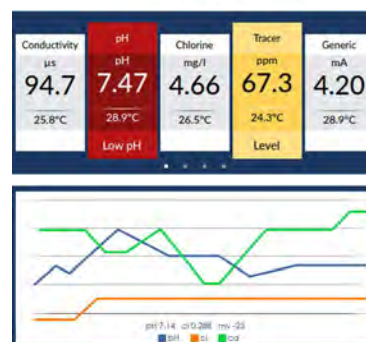 Conductivity
µs
94.7
25.8°C
pH
pH
7.47
28.9°C
Low pH
Chlorine
mg/l
4.66
26.5°C
Tracer
ppm
67.3
24.3°C
Level
Generic
mA
4.20
28.9°C
pH 7.14 cl 0.288 mv -25
pH cl cd